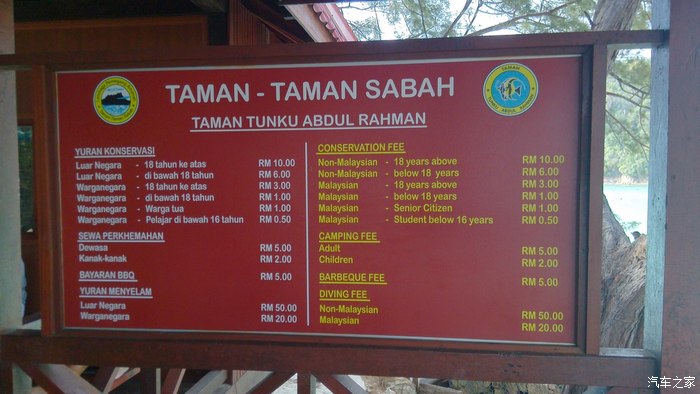 TAMAN - TAMAN SABAH
TAMAN TUNKU ABDUL RAHMAN
YURAN KONSERVASI
Luar Negara - 18 tahun ke atas RM 10.00
Luar Negara - di bawah 18 tahun RM 6.00
Warganegara - 18 tahun ke atas RM 3.00
Warganegara - di bawah 18 tahun RM 1.00
Warganegara - Warga tua RM 1.00
Warganegara - Pelajar di bawah 16 tahun RM 0.50
SEWA PERKHEMAHAN
Dewasa RM 5.00
Kanak-kanak RM 2.00
BAYARAN BBQ RM 5.00
YURAN MENYELAM
Luar Negara RM 50.00
Warganegara RM 20.00
CONSERVATION FEE
Non-Malaysian - 18 years above RM 10.00
Non-Malaysian - below 18 years RM 6.00
Malaysian - 18 years above RM 3.00
Malaysian - below 18 years RM 1.00
Malaysian - Senior Citizen RM 1.00
Malaysian - Student below 16 years RM 0.50
CAMPING FEE
Adult RM 5.00
Children RM 2.00
BARBEQUE FEE RM 5.00
DIVING FEE
Non-Malaysian RM 50.00
Malaysian RM 20.00
TAMAN
TUNKU ABDUL RAHMAN
汽车之家